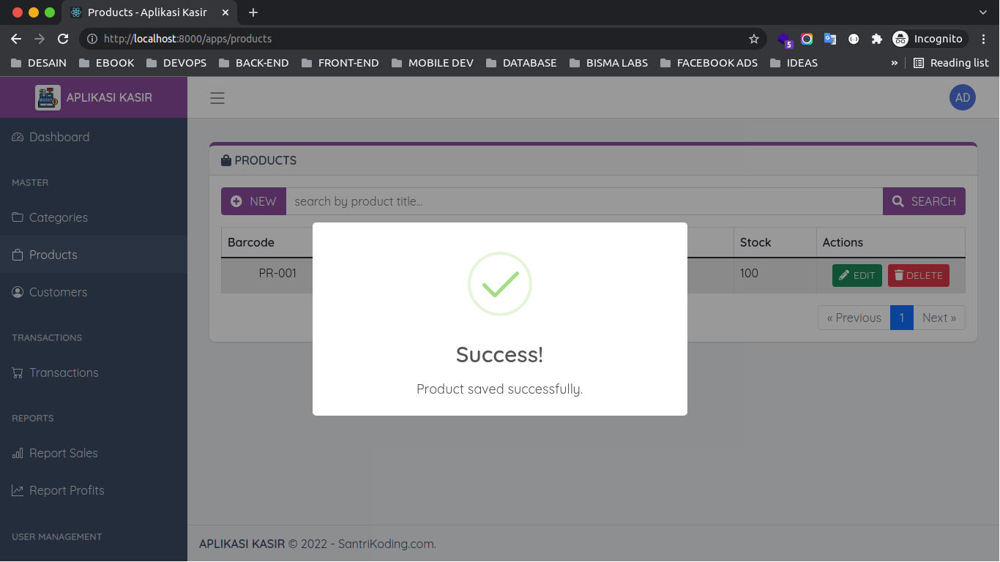 Products - Aplikasi Kasir
http://localhost:8000/apps/products
5
Incognito
DESAIN EBOOK DEVOPS BACK-END FRONT-END MOBILE DEV DATABASE BISMA LABS FACEBOOK ADS IDEAS » Reading list
APLIKASI KASIR
AD
Dashboard
MASTER
Categories
Products
Customers
TRANSACTIONS
Transactions
REPORTS
Report Sales
Report Profits
USER MANAGEMENT
PRODUCTS
NEW search by product title... SEARCH
Barcode Stock Actions
PR-001 100 EDIT DELETE
« Previous 1 Next »
Success!
Product saved successfully.
APLIKASI KASIR © 2022 - SantriKoding.com.